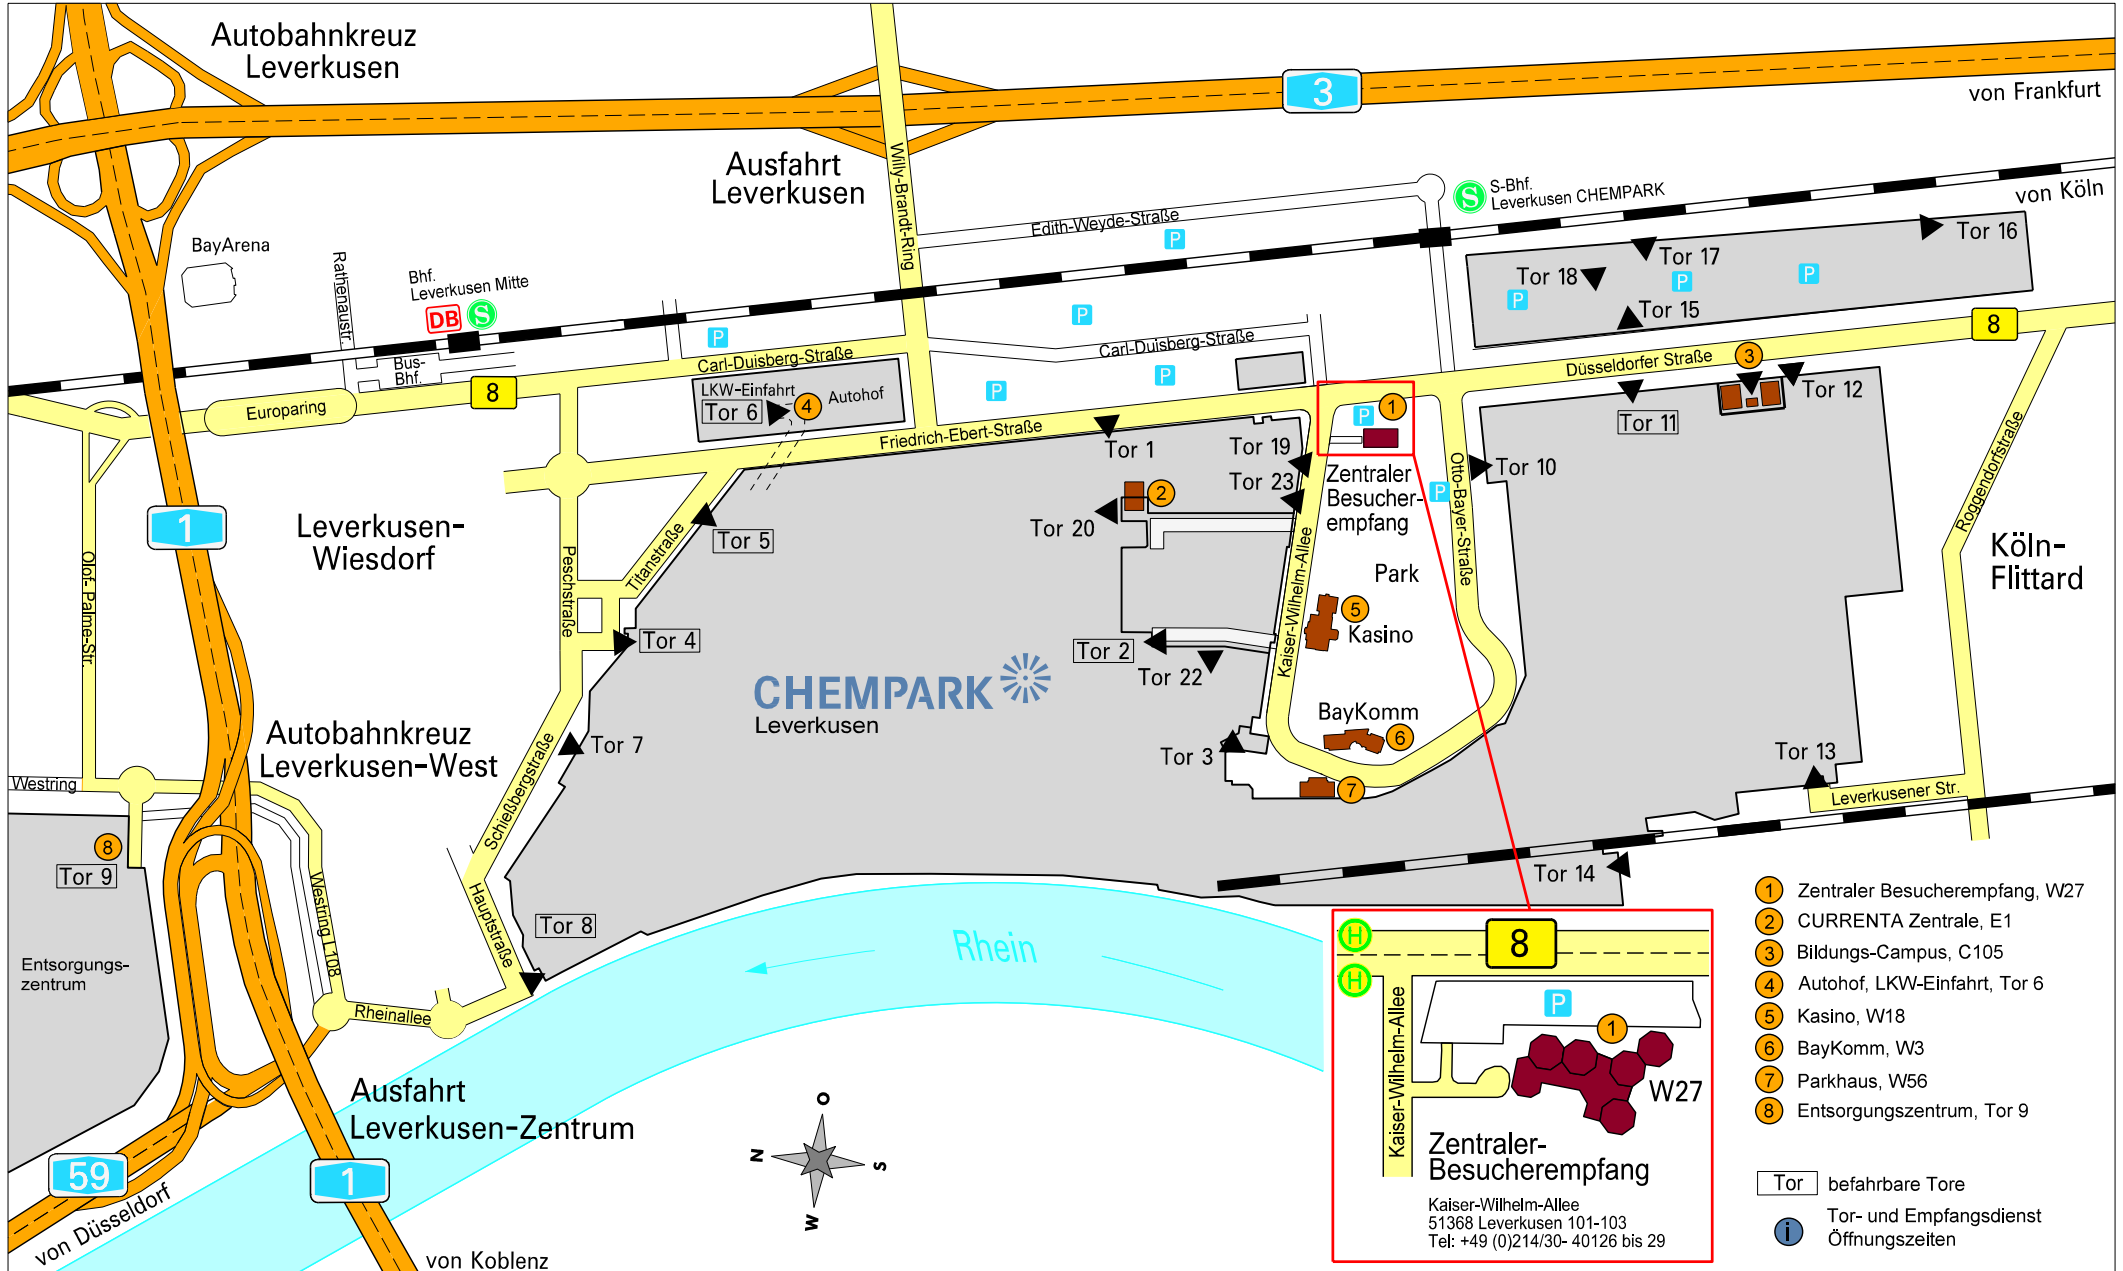 Autobahnkreuz
Leverkusen
3
von Frankfurt
Ausfahrt
Leverkusen
Willy-Brandt-Ring
S
S-Bhf.
Leverkusen CHEMPARK
von Köln
Edith-Weyde-Straße
P
BayArena
Rathenaustr.
Bhf.
Leverkusen Mitte
DB
S
Bus-
Bhf.
P
P
Tor 16
Tor 17
Tor 18
P
P
P
Tor 15
8
Carl-Duisberg-Straße
Carl-Duisberg-Straße
Düsseldorfer Straße
3
Tor 12
Tor 11
8
Europaring
LKW-Einfahrt
Tor 6
4
Autohof
P
P
P
1
Friedrich-Ebert-Straße
Tor 1
Tor 19
Tor 23
Zentraler
Besucher-
empfang
P
Tor 10
Otto-Bayer-Straße
Roggendorfstraße
Köln-
Flittard
2
Tor 20
1
Leverkusen-
Wiesdorf
Olof- Palme-Str.
Peschstraße
Titanstraße
Tor 5
Tor 4
Kaiser-Wilhelm-Allee
Park
5
Kasino
Tor 2
Tor 22
CHEMPARK
Leverkusen
BayKomm
6
Tor 3
7
Tor 7
Autobahnkreuz
Leverkusen-West
Schießbergstraße
Westring
Tor 13
Leverkusener Str.
8
Tor 9
Tor 14
Westring L108
Hauptstraße
Tor 8
Entsorgungs-
zentrum
Rheinallee
Rhein
Ausfahrt
Leverkusen-Zentrum
59
von Düsseldorf
1
von Koblenz
O
N
S
W
H
H
8
Kaiser-Wilhelm-Allee
P
1
W27
Zentraler-
Besucherempfang
Kaiser-Wilhelm-Allee
51368 Leverkusen 101-103
Tel: +49 (0)214/30- 40126 bis 29
1 Zentraler Besucherempfang, W27
2 CURRENTA Zentrale, E1
3 Bildungs-Campus, C105
4 Autohof, LKW-Einfahrt, Tor 6
5 Kasino, W18
6 BayKomm, W3
7 Parkhaus, W56
8 Entsorgungszentrum, Tor 9
Tor befahrbare Tore
i Tor- und Empfangsdienst
Öffnungszeiten